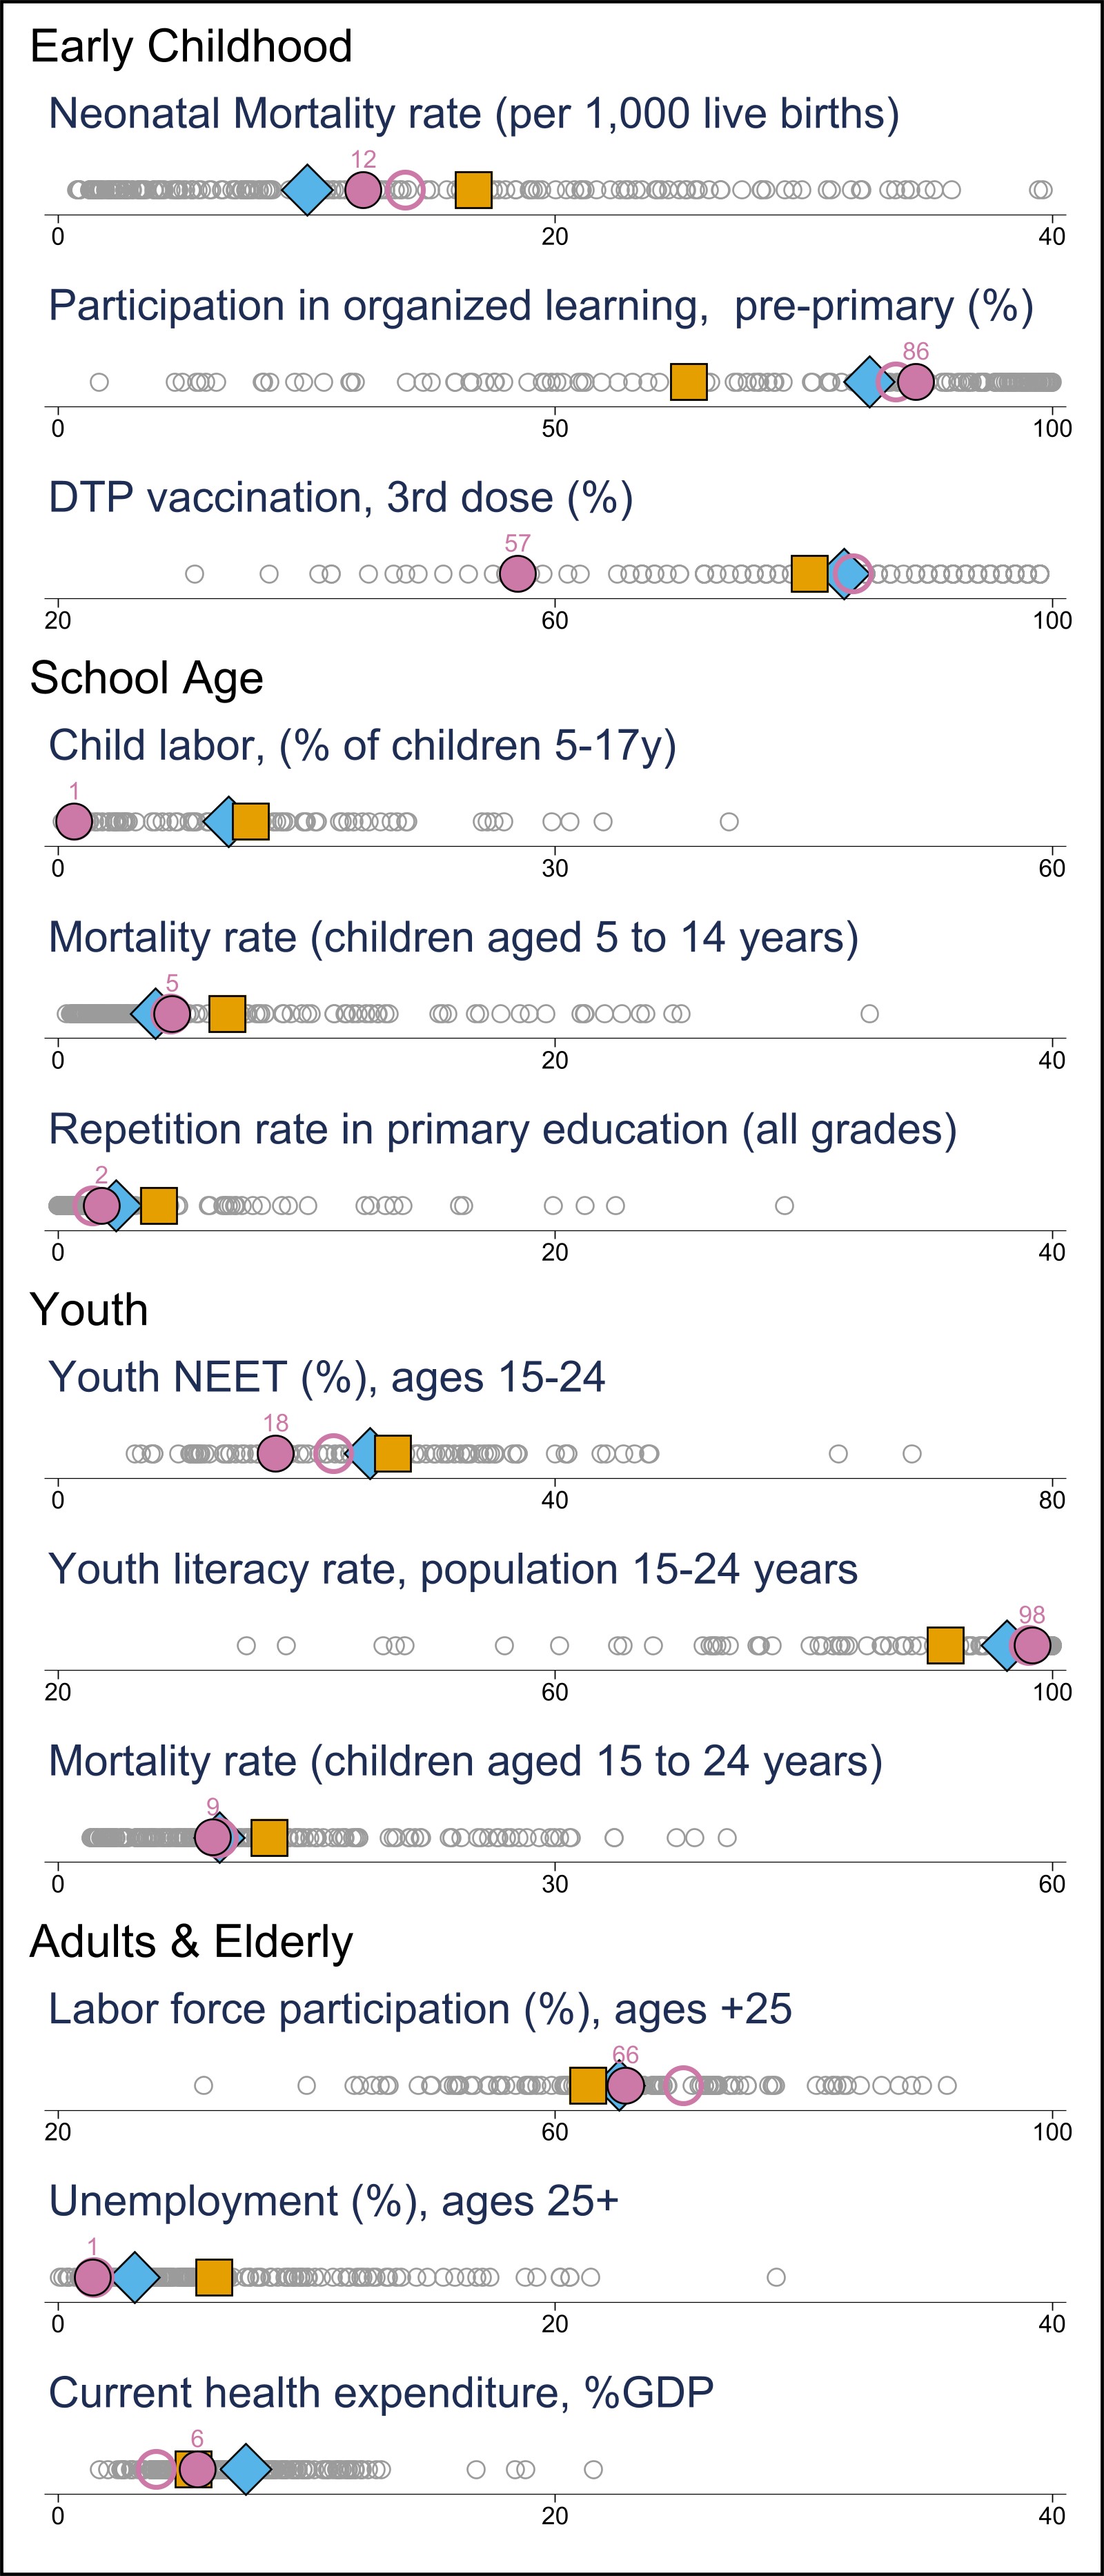 Early Childhood
Neonatal Mortality rate (per 1,000 live births)
12
0 20 40
Participation in organized learning,  pre-primary (%)
86
0 50 100
DTP vaccination, 3rd dose (%)
57
20 60 100
School Age
Child labor, (% of children 5-17y)
1
0 30 60
Mortality rate (children aged 5 to 14 years)
5
0 20 40
Repetition rate in primary education (all grades)
2
0 20 40
Youth
Youth NEET (%), ages 15-24
18
0 40 80
Youth literacy rate, population 15-24 years
98
20 60 100
Mortality rate (children aged 15 to 24 years)
9
0 30 60
Adults & Elderly
Labor force participation (%), ages +25
66
20 60 100
Unemployment (%), ages 25+
1
0 20 40
Current health expenditure, %GDP
6
0 20 40